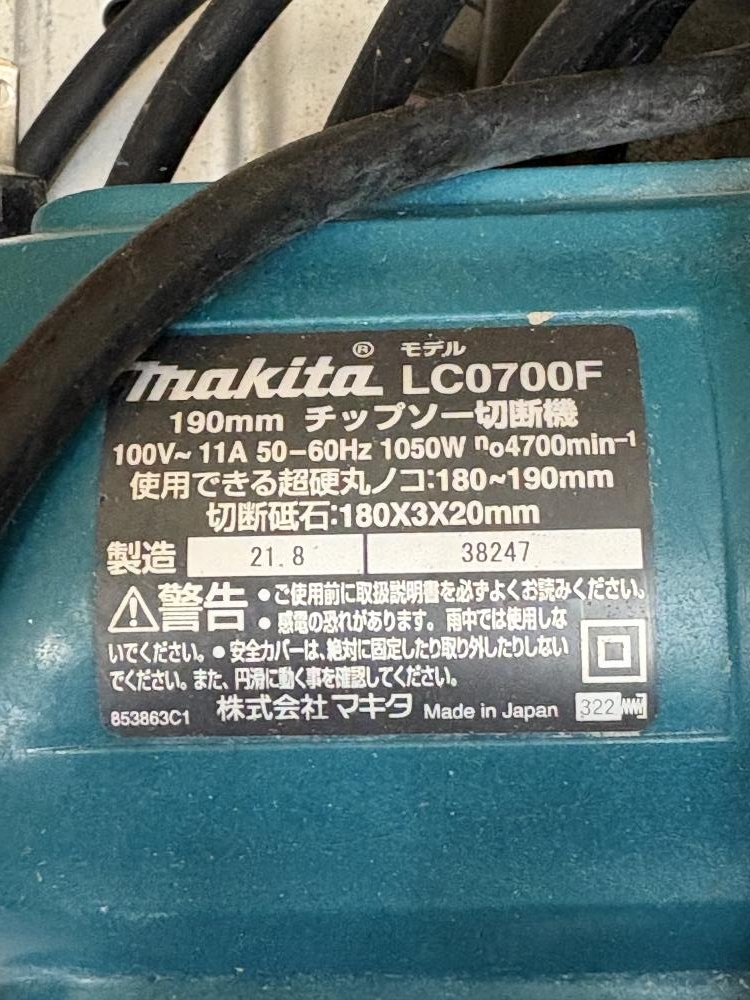 makita® モデル LC0700F
190mm チップソー切断機
100V～ 11A 50－60Hz 1050W n₀4700min⁻¹
使用できる超硬丸ノコ:180~190mm
切断砥石:180X3X20mm
製造 21.8 38247
⚠警告 ●ご使用前に取扱説明書を必ずよくお読みください。
●感電の恐れがあります。雨中では使用しな
いでください。●安全カバーは、絶対に固定したり取り外したりしない
でください。また、円滑に動く事を確認してください。
853863C1 株式会社マキタ Made in Japan 322